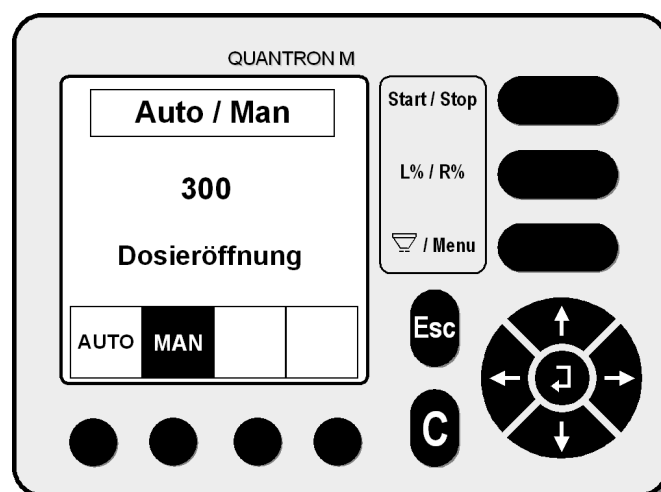 QUANTRON M
Auto / Man
300
Dosieröffnung
AUTO MAN
Start / Stop
L% / R%
/ Menu
Esc
C